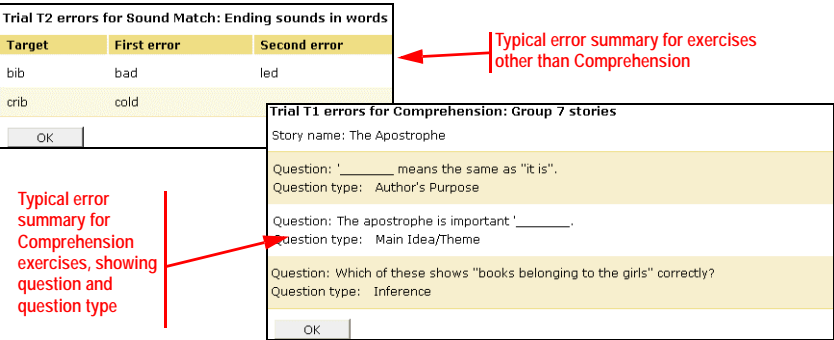 Trial T2 errors for Sound Match: Ending sounds in words
Target First error Second error
bib bad led
crib cold
OK
Typical error summary for exercises
other than Comprehension
Trial T1 errors for Comprehension: Group 7 stories
Story name: The Apostrophe
Question: '_______ means the same as "it is".
Question type: Author's Purpose
Question: The apostrophe is important '_______.
Question type: Main Idea/Theme
Question: Which of these shows "books belonging to the girls" correctly?
Question type: Inference
OK
Typical error
summary for
Comprehension
exercises, showing
question and
question type